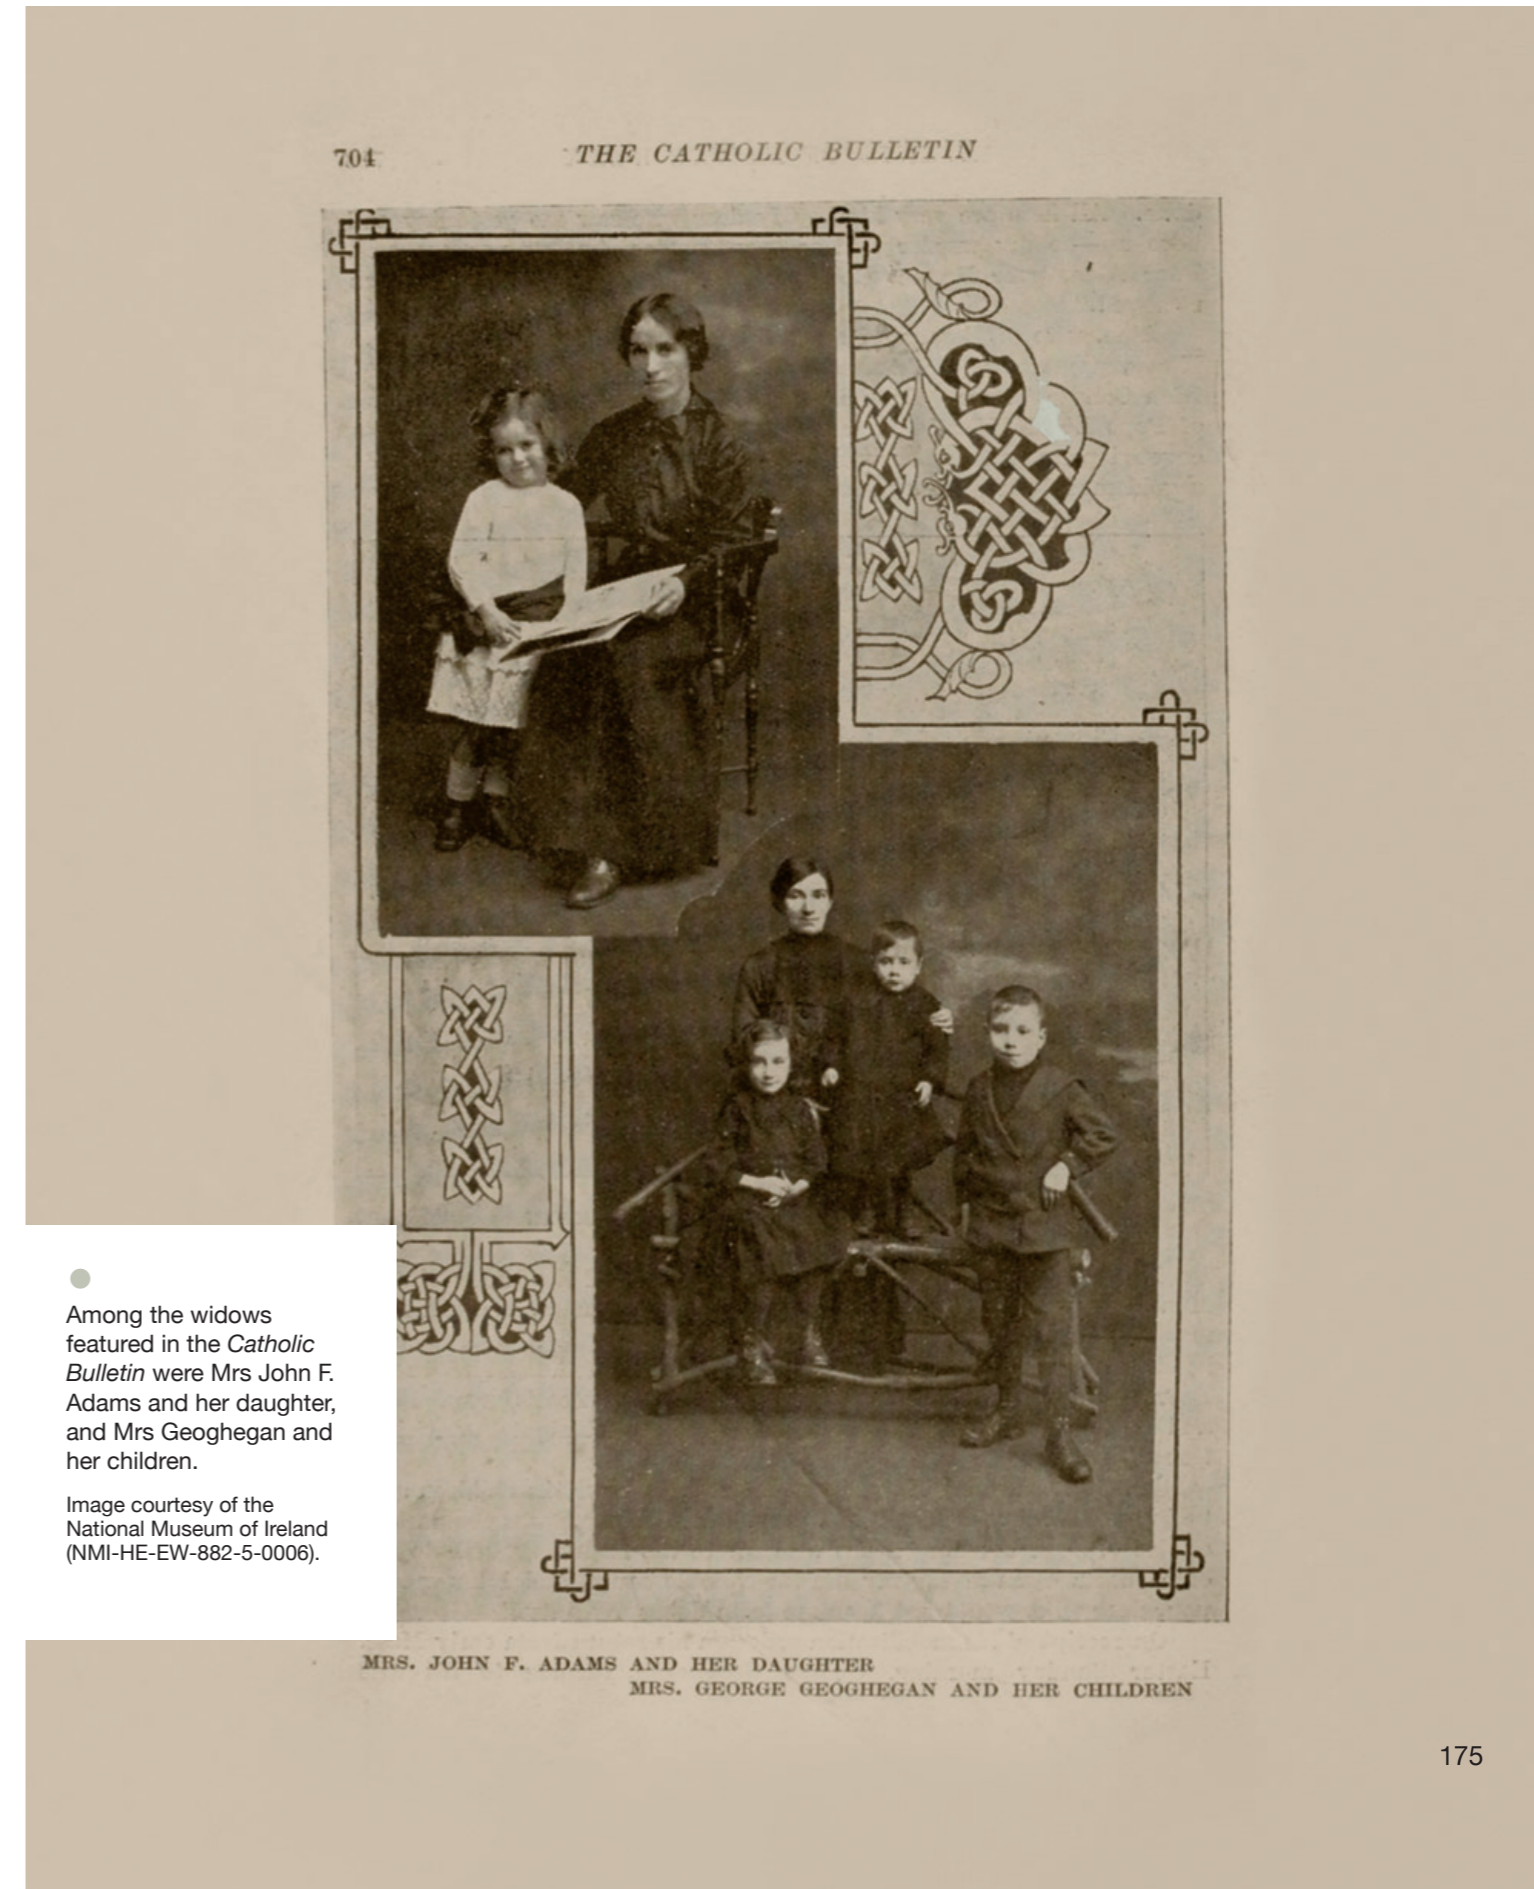 704
THE CATHOLIC BULLETIN
Among the widows
featured in the Catholic
Bulletin were Mrs John F.
Adams and her daughter,
and Mrs Geoghegan and
her children.
Image courtesy of the
National Museum of Ireland
(NMI-HE-EW-882-5-0006).
MRS. JOHN F. ADAMS AND HER DAUGHTER
MRS. GEORGE GEOGHEGAN AND HER CHILDREN
175